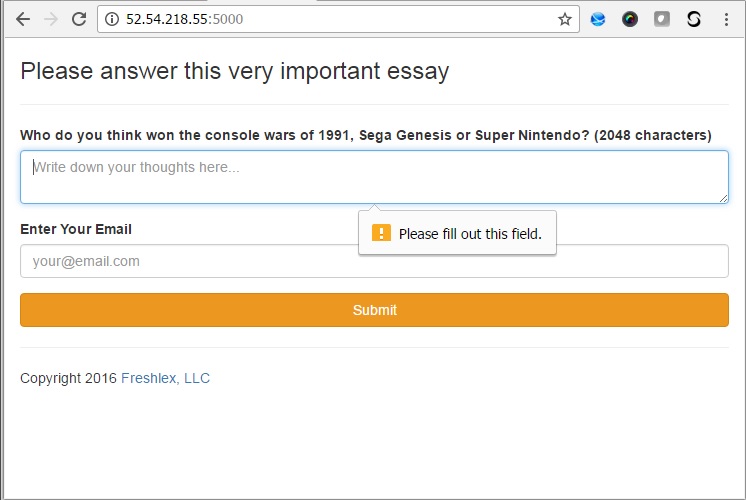 52.54.218.55:5000
Please answer this very important essay
Who do you think won the console wars of 1991, Sega Genesis or Super Nintendo? (2048 characters)
Write down your thoughts here...
Please fill out this field.
Enter Your Email
your@email.com
Submit
Copyright 2016 Freshlex, LLC